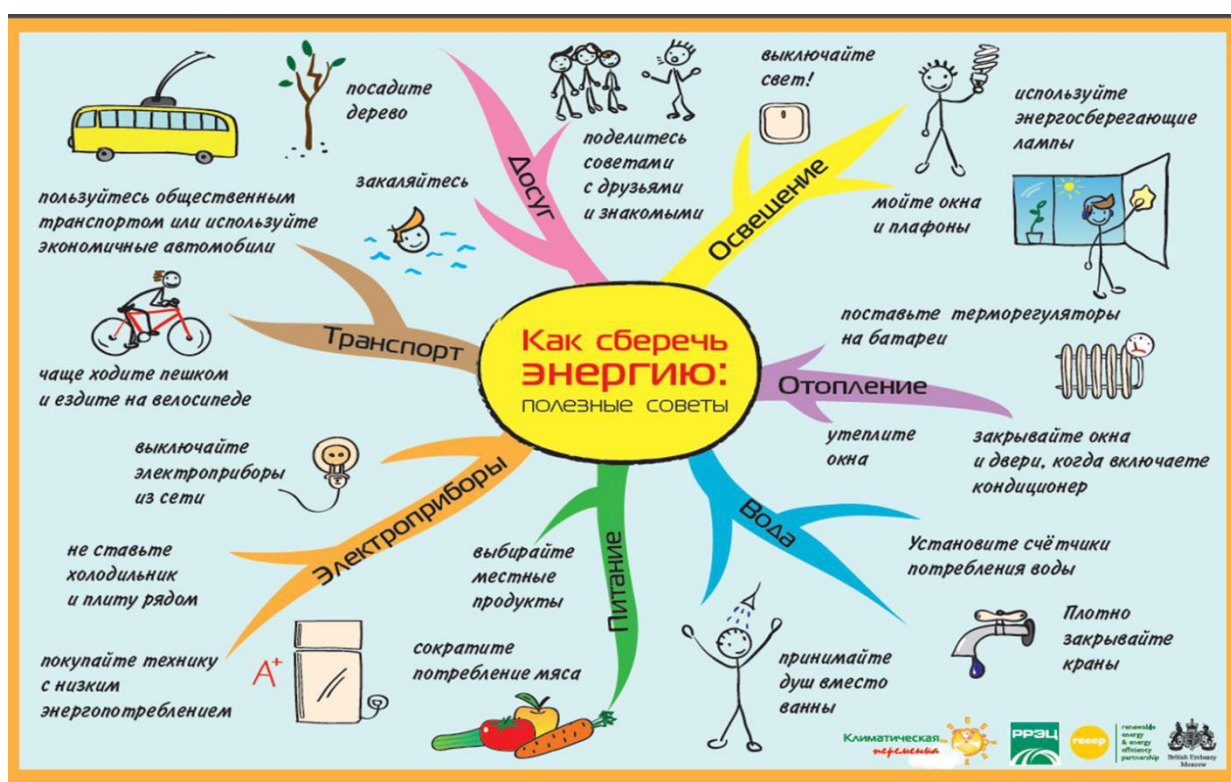 Как сберечь
энергию:
полезные советы
Досуг
посадите
дерево
закаляйтесь
поделитесь
советами
с друзьями
и знакомыми
Освещение
выключайте
свет!
используйте
энергосберегающие
лампы
мойте окна
и плафоны
Отопление
поставьте терморегуляторы
на батареи
утеплите
окна
закрывайте окна
и двери, когда включаете
кондиционер
Вода
Установите счётчики
потребления воды
Плотно
закрывайте
краны
принимайте
душ вместо
ванны
Питание
выбирайте
местные
продукты
сократите
потребление мяса
Электроприборы
выключайте
электроприборы
из сети
не ставьте
холодильник
и плиту рядом
покупайте технику
с низким
энергопотреблением
A+
Транспорт
пользуйтесь общественным
транспортом или используйте
экономичные автомобили
чаще ходите пешком
и ездите на велосипеде
Климатическая
переменка
РРЭЦ
reeep
renewable
energy
& energy
efficiency
partnership
British Embassy
Moscow